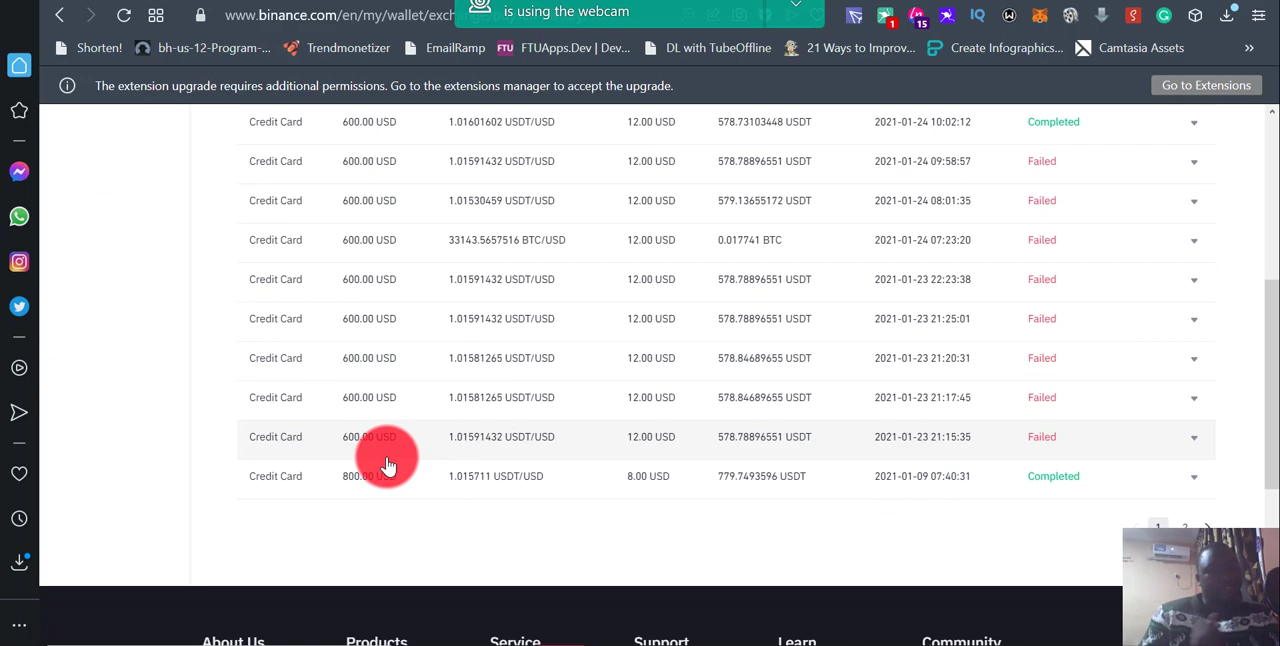 is using the webcam
www.binance.com/en/my/wallet/exchange/
1
15
IQ
Shorten! bh-us-12-Program-... Trendmonetizer EmailRamp FTU FTUApps.Dev | Dev... DL with TubeOffline 21 Ways to Improv... Create Infographics... Camtasia Assets »
The extension upgrade requires additional permissions. Go to the extensions manager to accept the upgrade. Go to Extensions
Credit Card 600.00 USD 1.01601602 USDT/USD 12.00 USD 578.73103448 USDT 2021-01-24 10:02:12 Completed
Credit Card 600.00 USD 1.01591432 USDT/USD 12.00 USD 578.78896551 USDT 2021-01-24 09:58:57 Failed
Credit Card 600.00 USD 1.01530459 USDT/USD 12.00 USD 579.13655172 USDT 2021-01-24 08:01:35 Failed
Credit Card 600.00 USD 33143.5657516 BTC/USD 12.00 USD 0.017741 BTC 2021-01-24 07:23:20 Failed
Credit Card 600.00 USD 1.01591432 USDT/USD 12.00 USD 578.78896551 USDT 2021-01-23 22:23:38 Failed
Credit Card 600.00 USD 1.01591432 USDT/USD 12.00 USD 578.78896551 USDT 2021-01-23 21:25:01 Failed
Credit Card 600.00 USD 1.01581265 USDT/USD 12.00 USD 578.84689655 USDT 2021-01-23 21:20:31 Failed
Credit Card 600.00 USD 1.01581265 USDT/USD 12.00 USD 578.84689655 USDT 2021-01-23 21:17:45 Failed
Credit Card 600.00 USD 1.01591432 USDT/USD 12.00 USD 578.78896551 USDT 2021-01-23 21:15:35 Failed
Credit Card 800.00 USD 1.015711 USDT/USD 8.00 USD 779.7493596 USDT 2021-01-09 07:40:31 Completed
1 2
About Us Products Service Support Learn Community